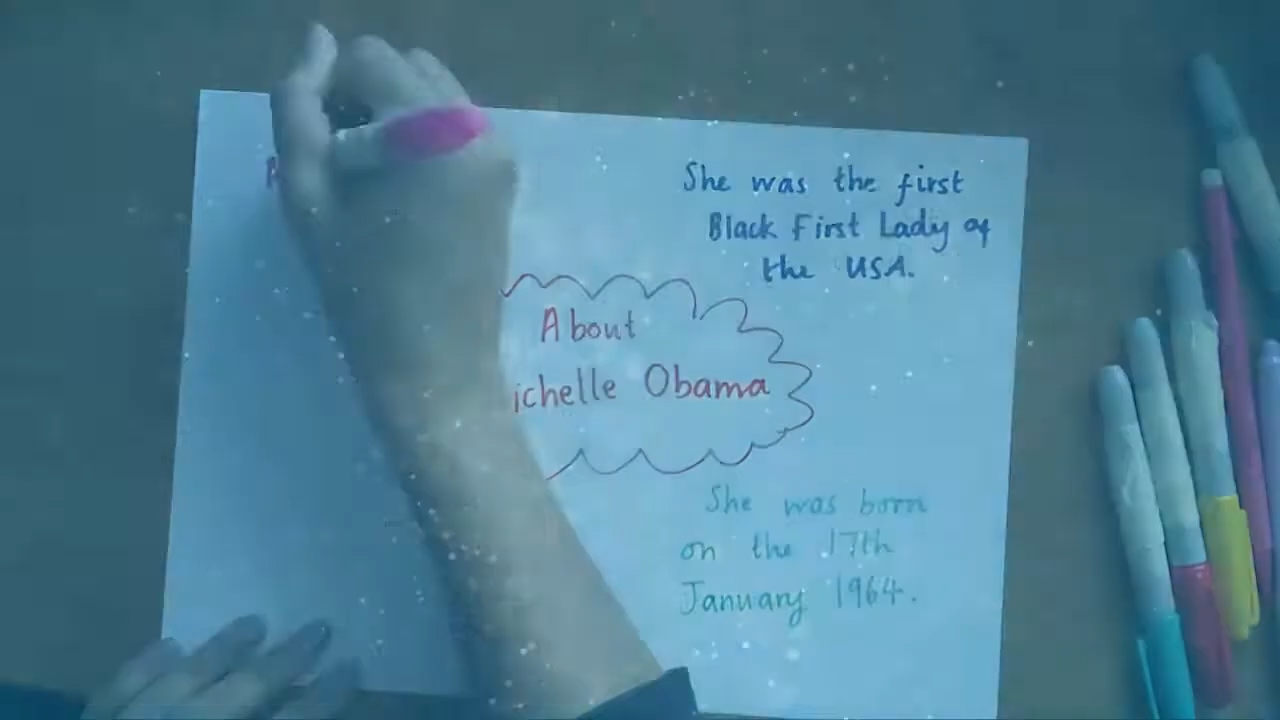 She was the first
Black First Lady of
the USA.
About
ichelle Obama
She was born
on the 17th
January 1964.